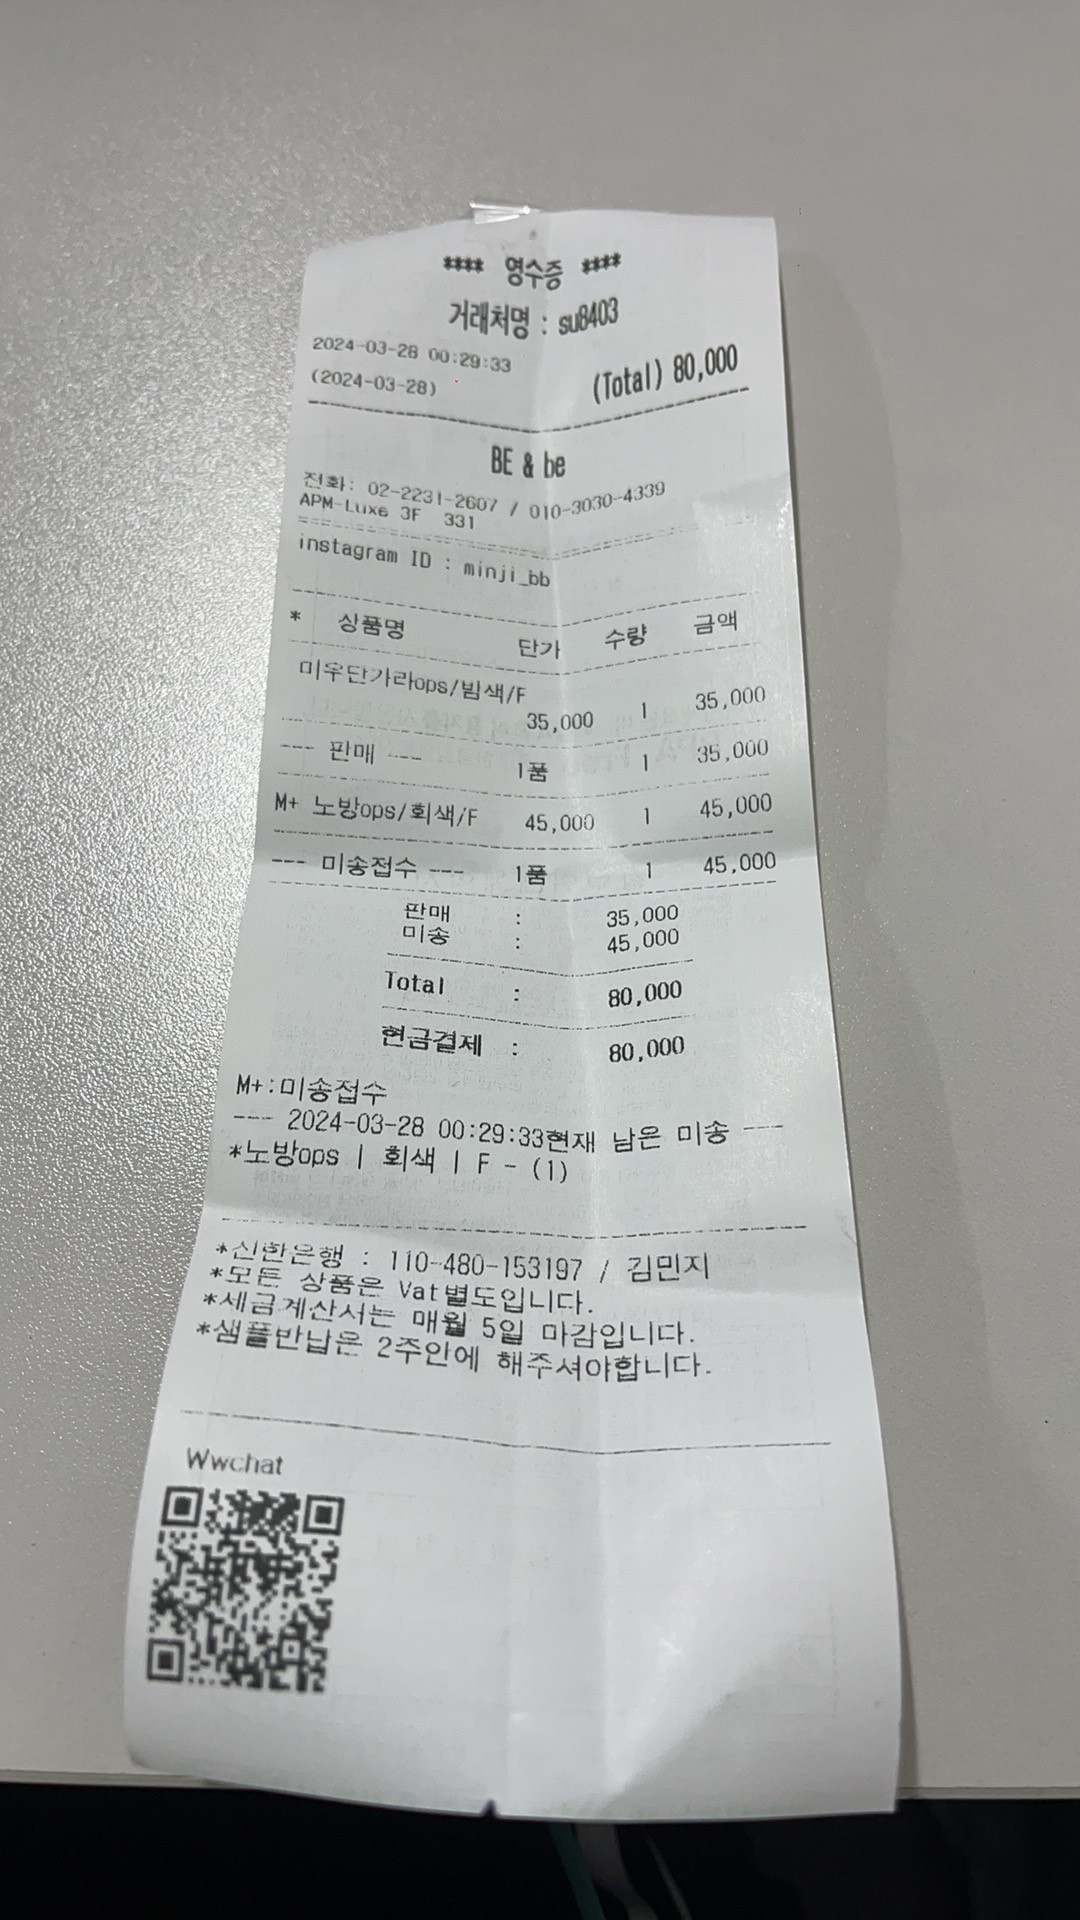 **** 영수증 ****
거래처명 : su8403
2024-03-28 00:29:33
(2024-03-28)
(Total) 80,000
BE & be
전화: 02-2231-2607 / 010-3030-4339
APM-Luxe 3F 331
instagram ID : minji_bb
* 상품명 단가 수량 금액
미우단가라ops/밤색/F
35,000 1 35,000
--- 판매 --- 1품 1 35,000
M+ 노방ops/회색/F 45,000 1 45,000
--- 미송접수 --- 1품 1 45,000
판매 : 35,000
미송 : 45,000
Total : 80,000
현금결제 : 80,000
M+:미송접수
--- 2024-03-28 00:29:33현재 남은 미송 ---
*노방ops | 회색 | F - (1)
*신한은행 : 110-480-153197 / 김민지
*모든 상품은 Vat별도입니다.
*세금계산서는 매월 5일 마감입니다.
*샘플반납은 2주안에 해주셔야합니다.
Wwchat